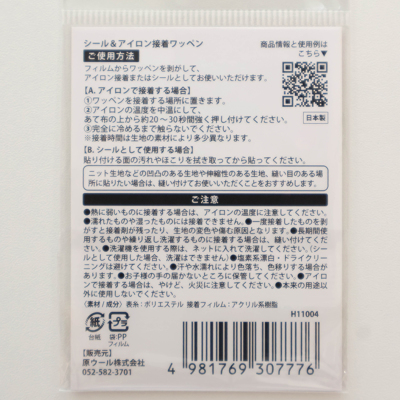 シール＆アイロン接着ワッペン
商品情報と使用例は
こちら▼
ご使用方法
フィルムからワッペンを剥がして、
アイロン接着またはシールとしてお使いいただけます。
【A. アイロンで接着する場合】
①ワッペンを接着する場所に置きます。
②アイロンの温度を中温にして、
あて布の上から約20～30秒間強く押し付けてください。
③完全に冷めるまで触らないでください。
※接着時間は生地の素材により多少異なります。
日本製
【B. シールとして使用する場合】
貼り付ける面の汚れやほこりを拭き取ってから貼ってください。
ニット生地などの凹凸のある生地や伸縮性のある生地、縫い目のある場
所に貼りたい場合は、縫い付けてお使いいただくことをおすすめします。
ご注意
●熱に弱いものに接着する場合は、アイロンの温度に注意してください。
●濡れたものや湿ったものには接着できません。●一度接着したものを剥
がすと接着剤が残ったり、生地の変色や傷む原因となります。●長期間使
用するものや繰り返し洗濯するものに接着する場合は、縫い付けてくださ
い。●洗濯機を使用する際は、ネットに入れて洗濯してください。（シール
として使用した場合、洗濯はできません）●塩素系漂白・ドライクリーニ
ングは避けてください。●汗や水濡れにより色落ち、色移りする場合があ
ります。●お子様の手の届かないところに保管してください。●アイロン
で接着する場合は、やけど、火災に注意してください。●本来の用途以
外に使用しないでください。
〈素材 / 成分〉表糸：ポリエステル 接着フィルム：アクリル系樹脂
H11004
紙
台紙
プラ
袋:PP
フィルム
【販売元】
原ウール株式会社
052-582-3701
4 981769 307776